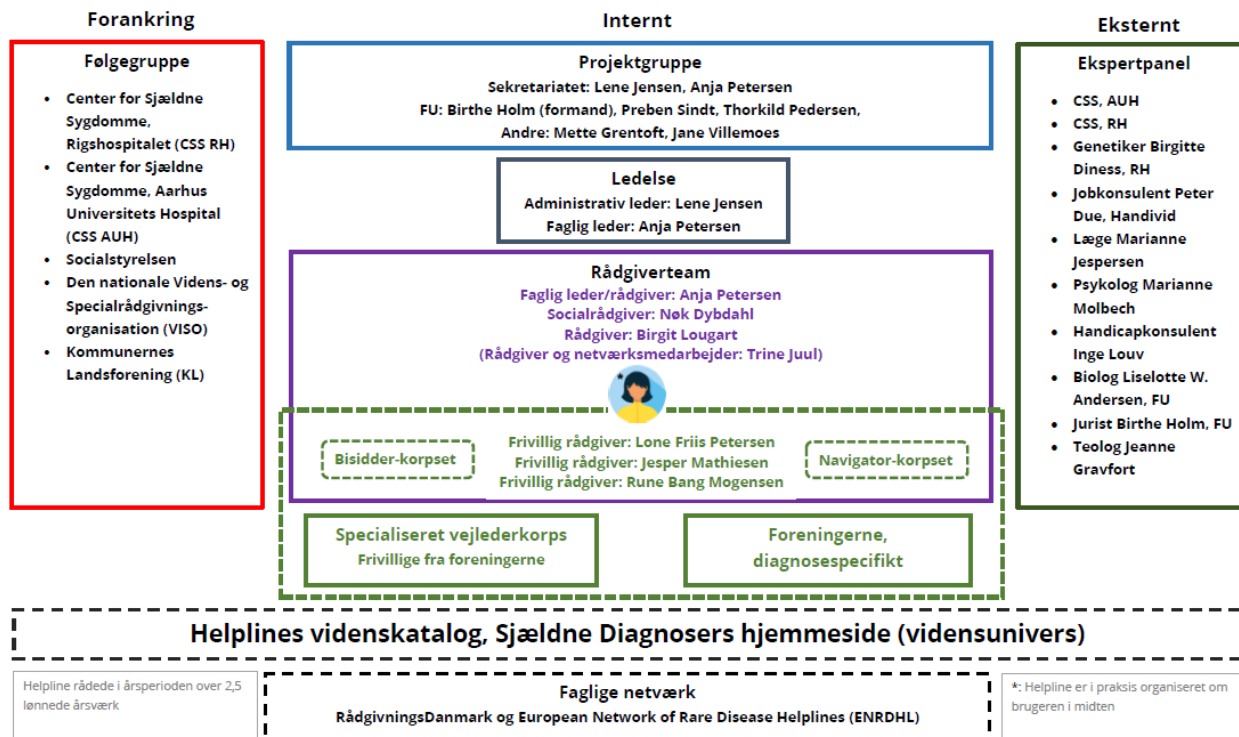 Forankring
Følgegruppe
• Center for Sjældne
Sygdomme,
Rigshospitalet (CSS RH)
• Center for Sjældne
Sygdomme, Aarhus
Universitets Hospital
(CSS AUH)
• Socialstyrelsen
• Den nationale Videns- og
Specialrådgivnings-
organisation (VISO)
• Kommunernes
Landsforening (KL)
Internt
Projektgruppe
Sekretariatet: Lene Jensen, Anja Petersen
FU: Birthe Holm (formand), Preben Sindt, Thorkild Pedersen,
Andre: Mette Grentoft, Jane Villemoes
Ledelse
Administrativ leder: Lene Jensen
Faglig leder: Anja Petersen
Rådgiverteam
Faglig leder/rådgiver: Anja Petersen
Socialrådgiver: Nøk Dybdahl
Rådgiver: Birgit Lougart
(Rådgiver og netværksmedarbejder: Trine Juul)
*
Bisidder-korpset
Frivillig rådgiver: Lone Friis Petersen
Frivillig rådgiver: Jesper Mathiesen
Frivillig rådgiver: Rune Bang Mogensen
Navigator-korpset
Specialiseret vejlederkorps
Frivillige fra foreningerne
Foreningerne,
diagnosespecifikt
Eksternt
Ekspertpanel
• CSS, AUH
• CSS, RH
• Genetiker Birgitte
Diness, RH
• Jobkonsulent Peter
Due, Handivid
• Læge Marianne
Jespersen
• Psykolog Marianne
Molbech
• Handicapkonsulent
Inge Louv
• Biolog Liselotte W.
Andersen, FU
• Jurist Birthe Holm, FU
• Teolog Jeanne
Gravfort
Helplines videnskatalog, Sjældne Diagnosers hjemmeside (vidensunivers)
Helpline rådede i årsperioden over 2,5
lønnede årsværk
Faglige netværk
RådgivningsDanmark og European Network of Rare Disease Helplines (ENRDHL)
*: Helpline er i praksis organiseret om
brugeren i midten